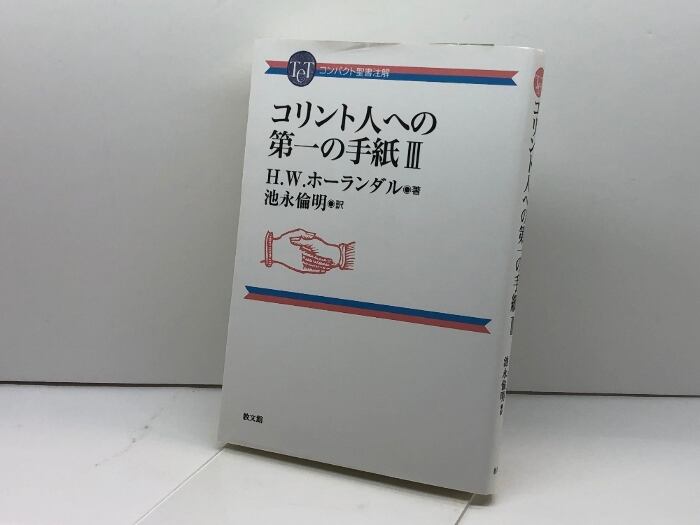 TeT
コンパクト聖書注解
コリント人への
第一の手紙 Ⅲ
H.W.ホーランダル◉著
池永倫明◉訳
教文館
コリント人への第一の手紙 Ⅲ
池永倫明 訳